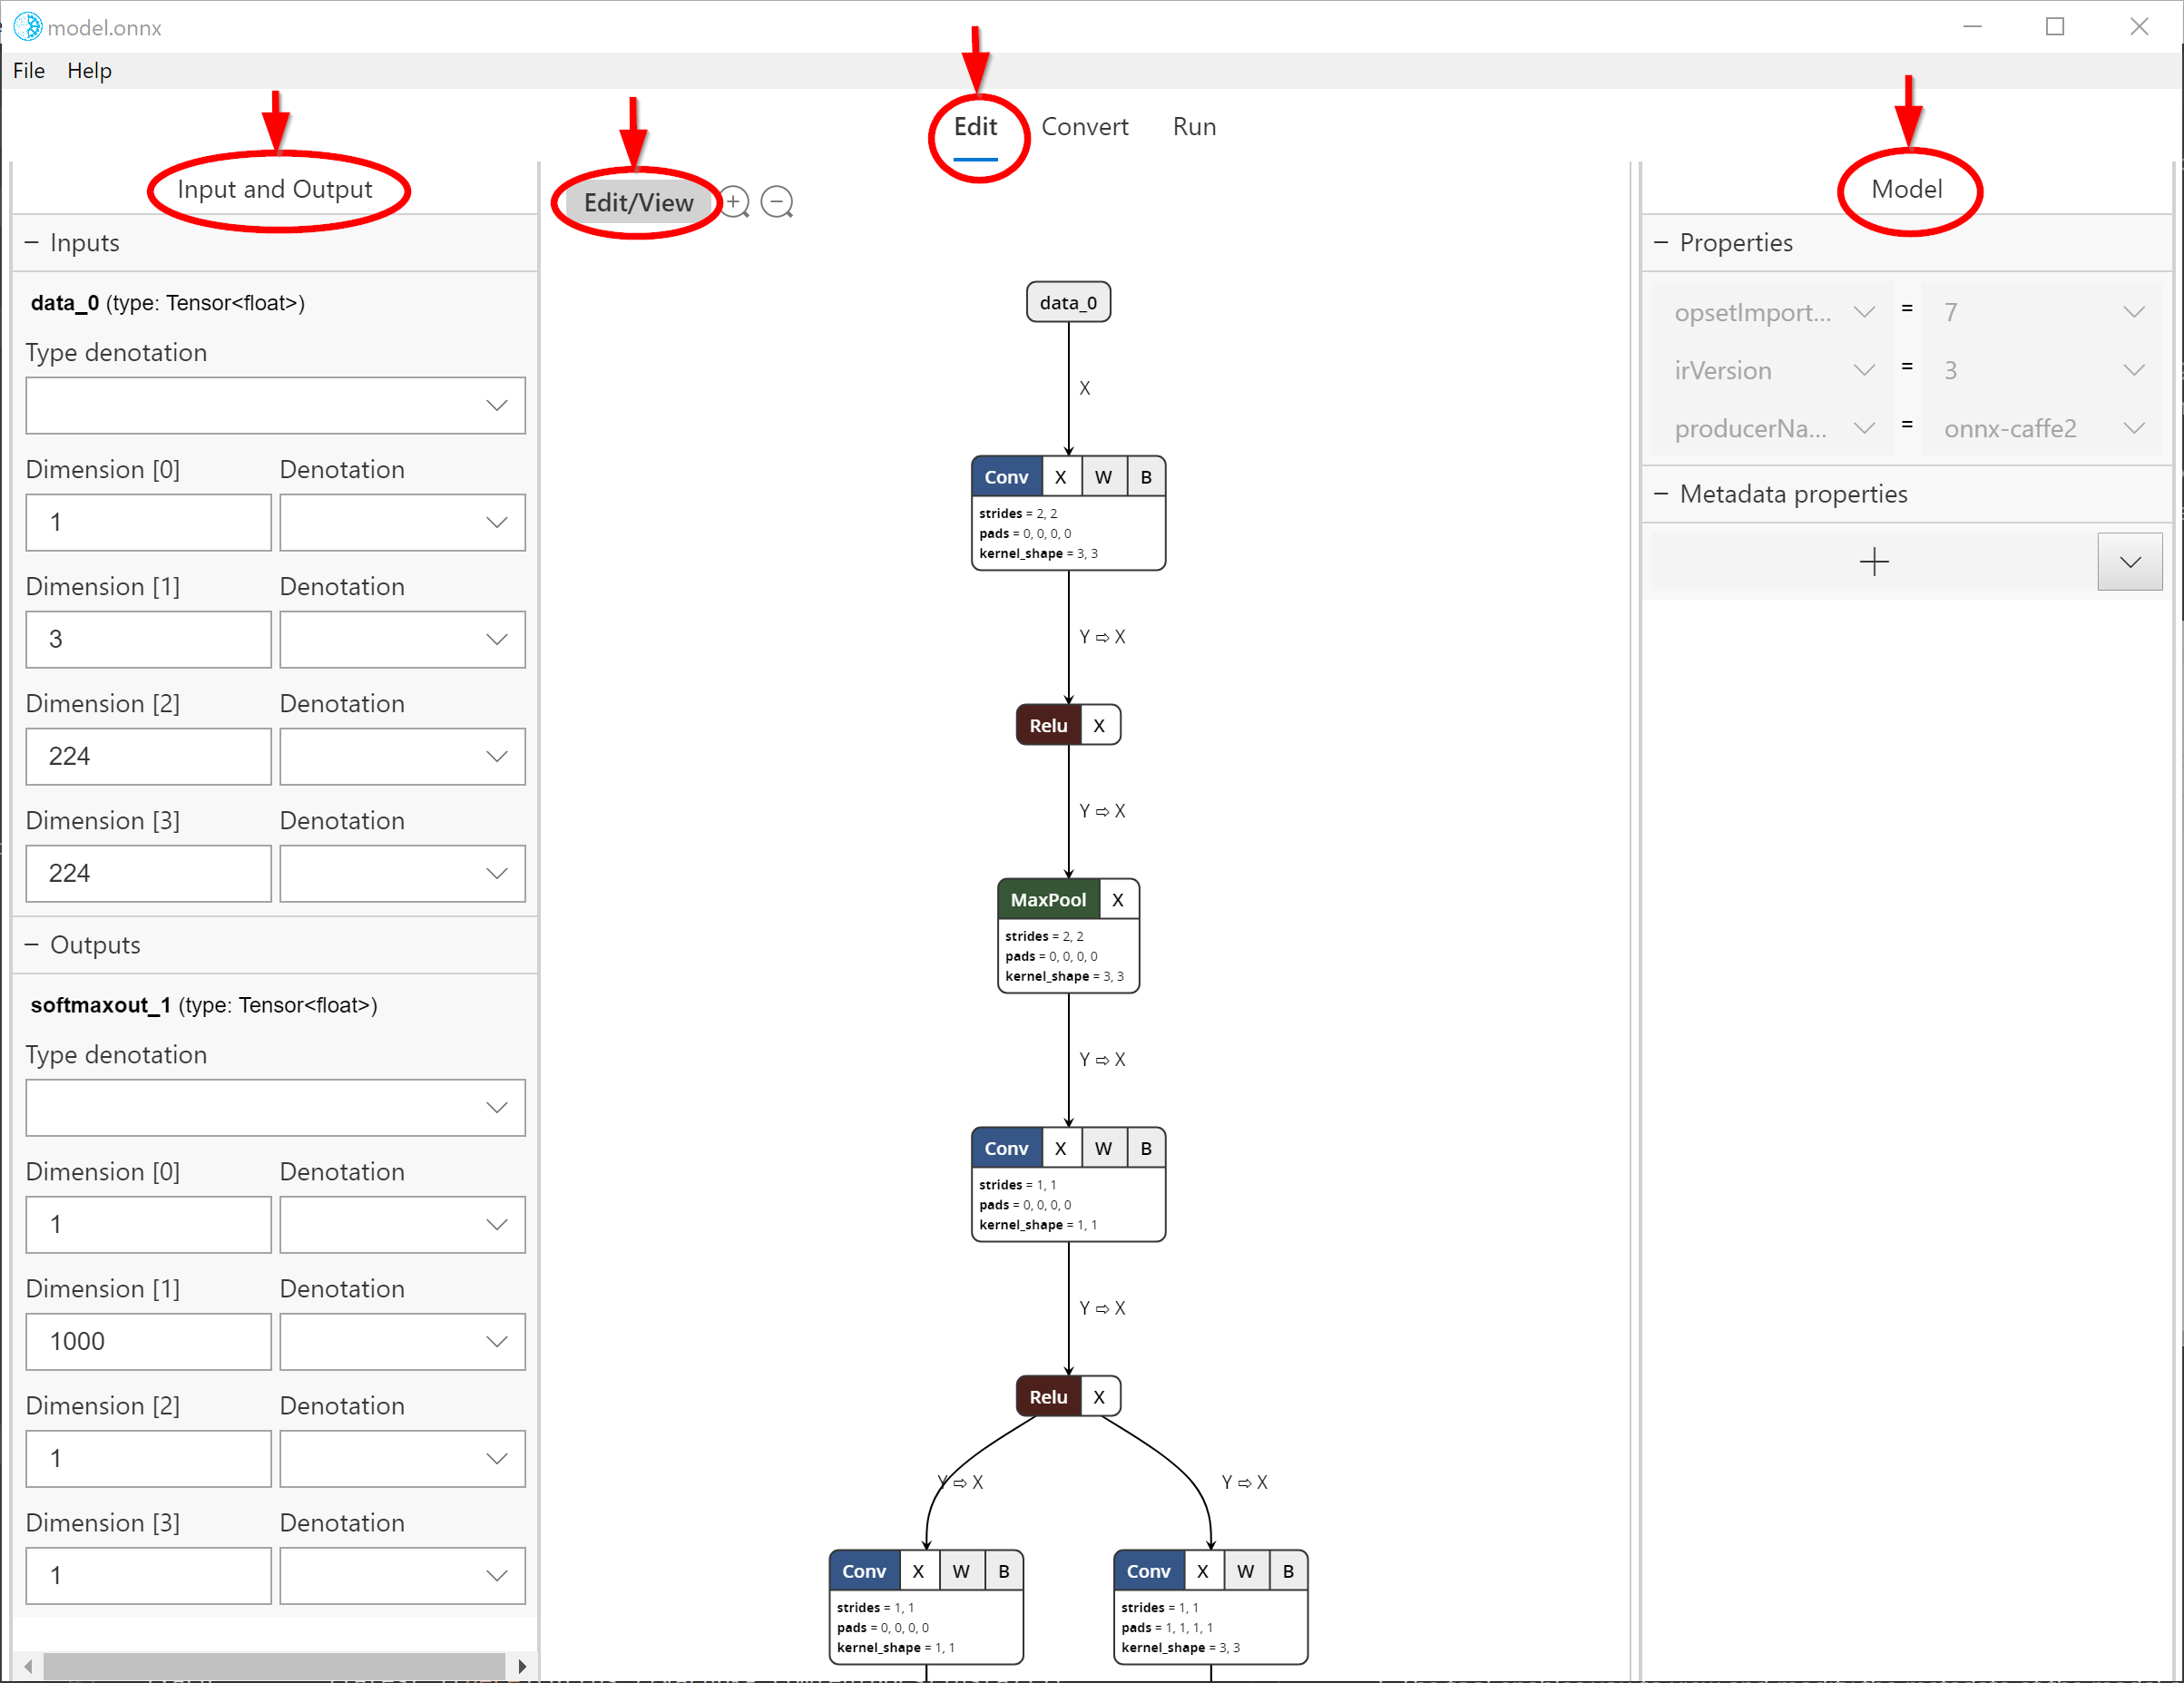 model.onnx
File Help
Edit Convert Run
Input and Output
Inputs
data_0 (type: Tensor<float>)
Type denotation
Dimension [0] Denotation
1
Dimension [1] Denotation
3
Dimension [2] Denotation
224
Dimension [3] Denotation
224
Outputs
softmaxout_1 (type: Tensor<float>)
Type denotation
Dimension [0] Denotation
1
Dimension [1] Denotation
1000
Dimension [2] Denotation
1
Dimension [3] Denotation
1
Edit/View
data_0
X
Conv X W B
strides = 2, 2
pads = 0, 0, 0, 0
kernel_shape = 3, 3
Y ⇨ X
Relu X
Y ⇨ X
MaxPool X
strides = 2, 2
pads = 0, 0, 0, 0
kernel_shape = 3, 3
Y ⇨ X
Conv X W B
strides = 1, 1
pads = 0, 0, 0, 0
kernel_shape = 1, 1
Y ⇨ X
Relu X
Y ⇨ X
Y ⇨ X
Conv X W B
strides = 1, 1
pads = 0, 0, 0, 0
kernel_shape = 1, 1
Conv X W B
strides = 1, 1
pads = 1, 1, 1, 1
kernel_shape = 3, 3
Model
Properties
opsetImport... = 7
irVersion = 3
producerNa... = onnx-caffe2
Metadata properties